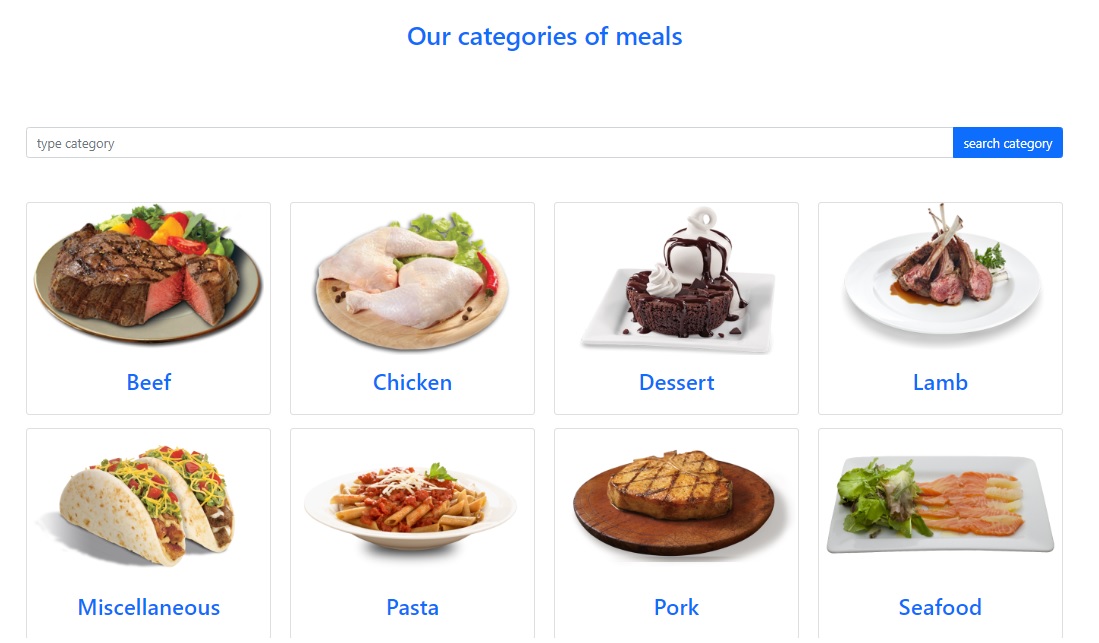 Our categories of meals
type category
search category
Beef
Chicken
Dessert
Lamb
Miscellaneous
Pasta
Pork
Seafood